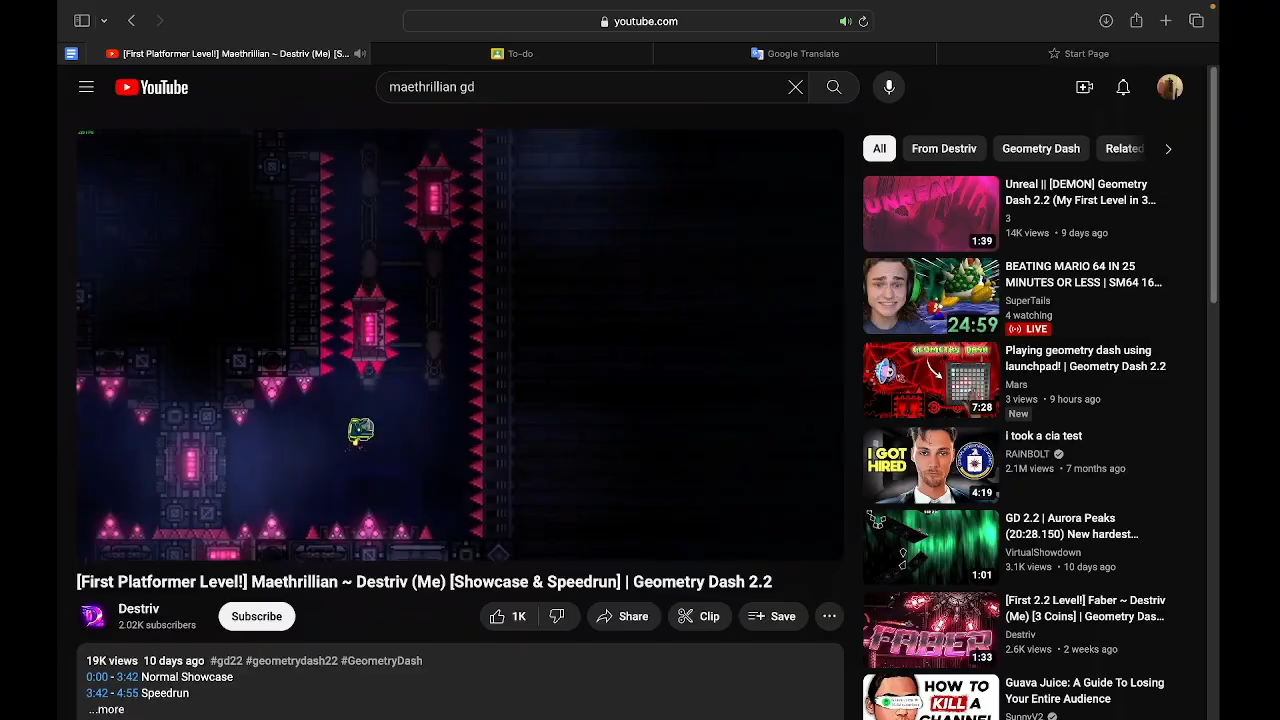 youtube.com
[First Platformer Level!] Maethrillian ~ Destriv (Me) [S...
To-do
Google Translate
Start Page
YouTube
maethrillian gd
All
From Destriv
Geometry Dash
Related
UNREAL
1:39
Unreal || [DEMON] Geometry
Dash 2.2 (My First Level in 3...
3
14K views • 9 days ago
24:59
BEATING MARIO 64 IN 25
MINUTES OR LESS | SM64 16...
SuperTails
4 watching
LIVE
GEOMETRY DASH
7:28
Playing geometry dash using
launchpad! | Geometry Dash 2.2
Mars
3 views • 9 hours ago
New
I GOT
HIRED
4:19
i took a cia test
RAINBOLT
2.1M views • 7 months ago
1:01
GD 2.2 | Aurora Peaks
(20:28.150) New hardest...
VirtualShowdown
3.1K views • 10 days ago
FABER
1:33
[First 2.2 Level!] Faber ~ Destriv
(Me) [3 Coins] | Geometry Das...
Destriv
2.6K views • 2 weeks ago
HOW TO
KILL A
CHANNEL
Guava Juice: A Guide To Losing
Your Entire Audience
SunnyV2
[First Platformer Level!] Maethrillian ~ Destriv (Me) [Showcase & Speedrun] | Geometry Dash 2.2
Destriv
2.02K subscribers
Subscribe
1K
Share
Clip
Save
19K views 10 days ago #gd22 #geometrydash22 #GeometryDash
0:00 - 3:42 Normal Showcase
3:42 - 4:55 Speedrun
...more